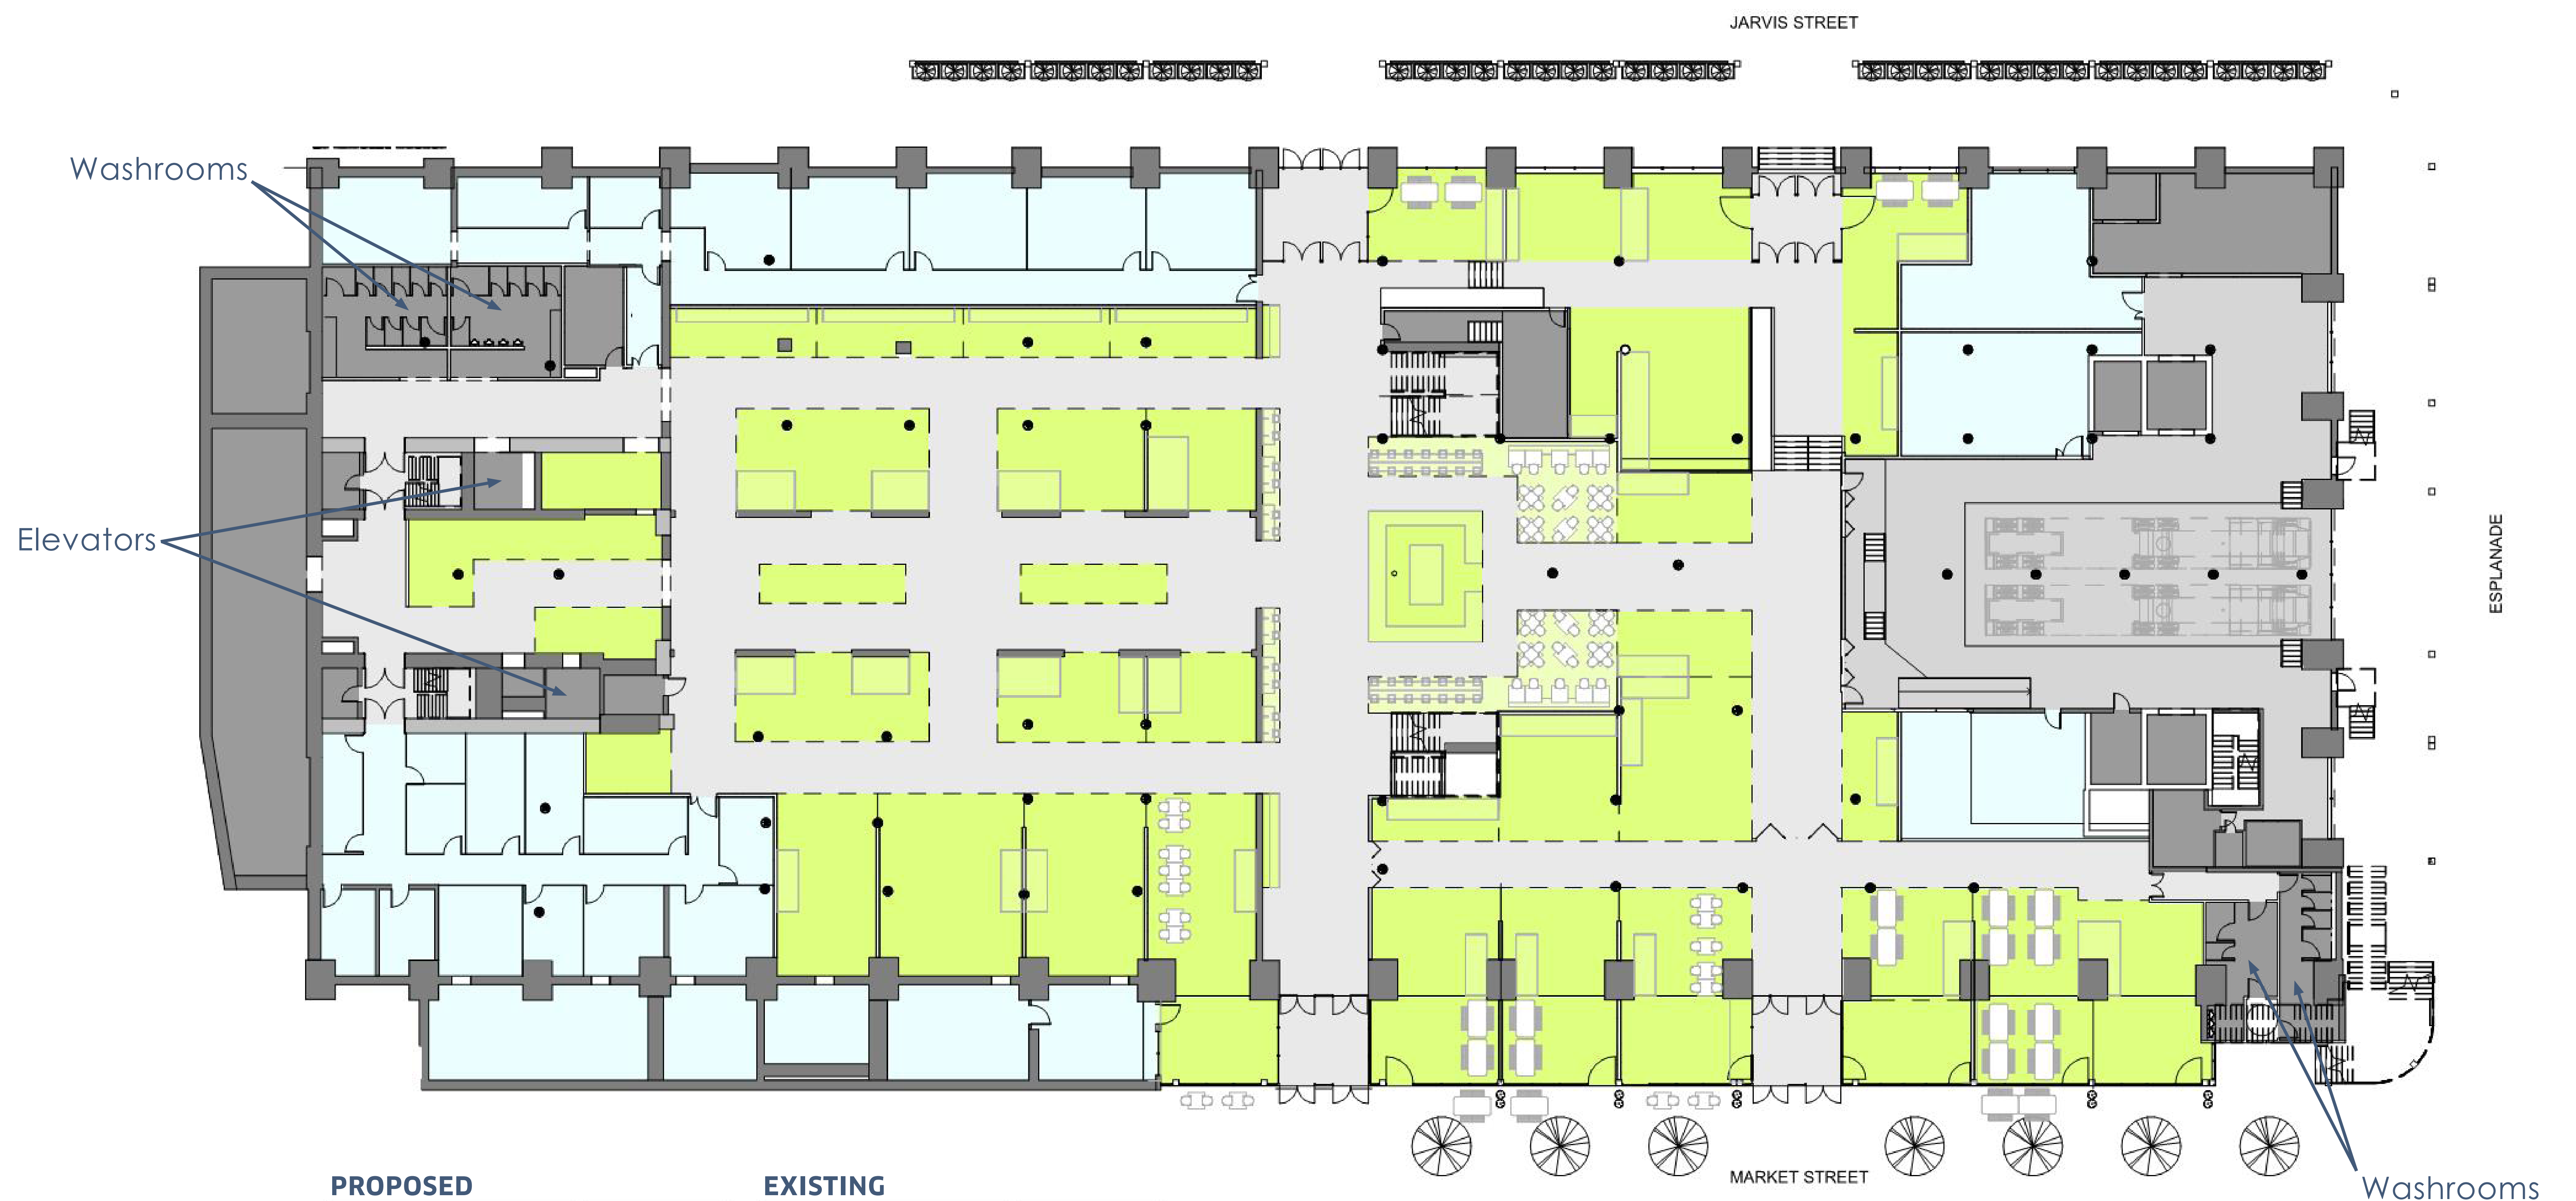 JARVIS STREET
Washrooms
Elevators
ESPLANADE
MARKET STREET
PROPOSED
EXISTING
Washrooms